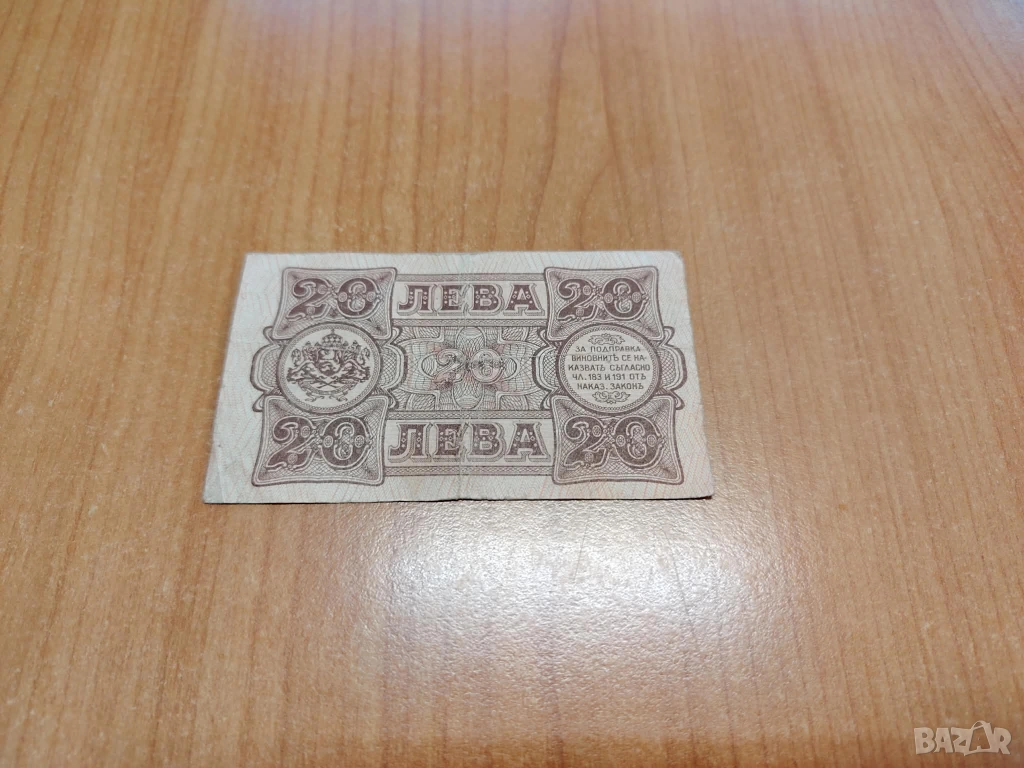 20 ЛЕВА 20
20
ЗА ПОДПРАВКА
ВИНОВНИТѢ СЕ НА-
КАЗВАТЪ СЪГЛАСНО
ЧЛ. 183 И 191 ОТЪ
НАКАЗ. ЗАКОНЪ
20 ЛЕВА 20
BAZAR